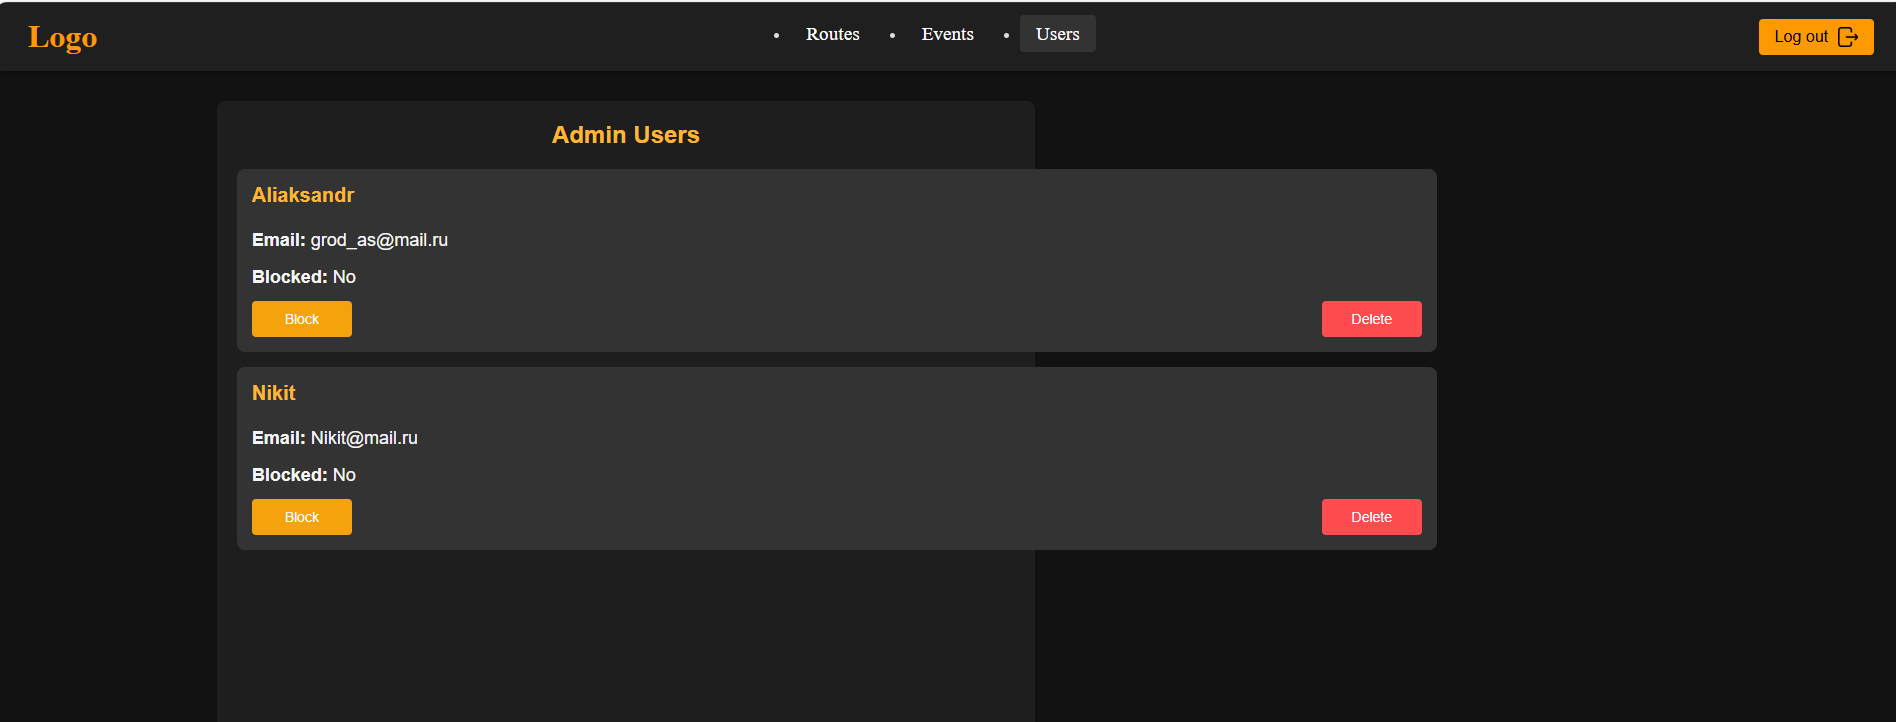 Logo
Routes
Events
Users
Log out
Admin Users
Aliaksandr
Email: grod_as@mail.ru
Blocked: No
Block
Delete
Nikit
Email: Nikit@mail.ru
Blocked: No
Block
Delete